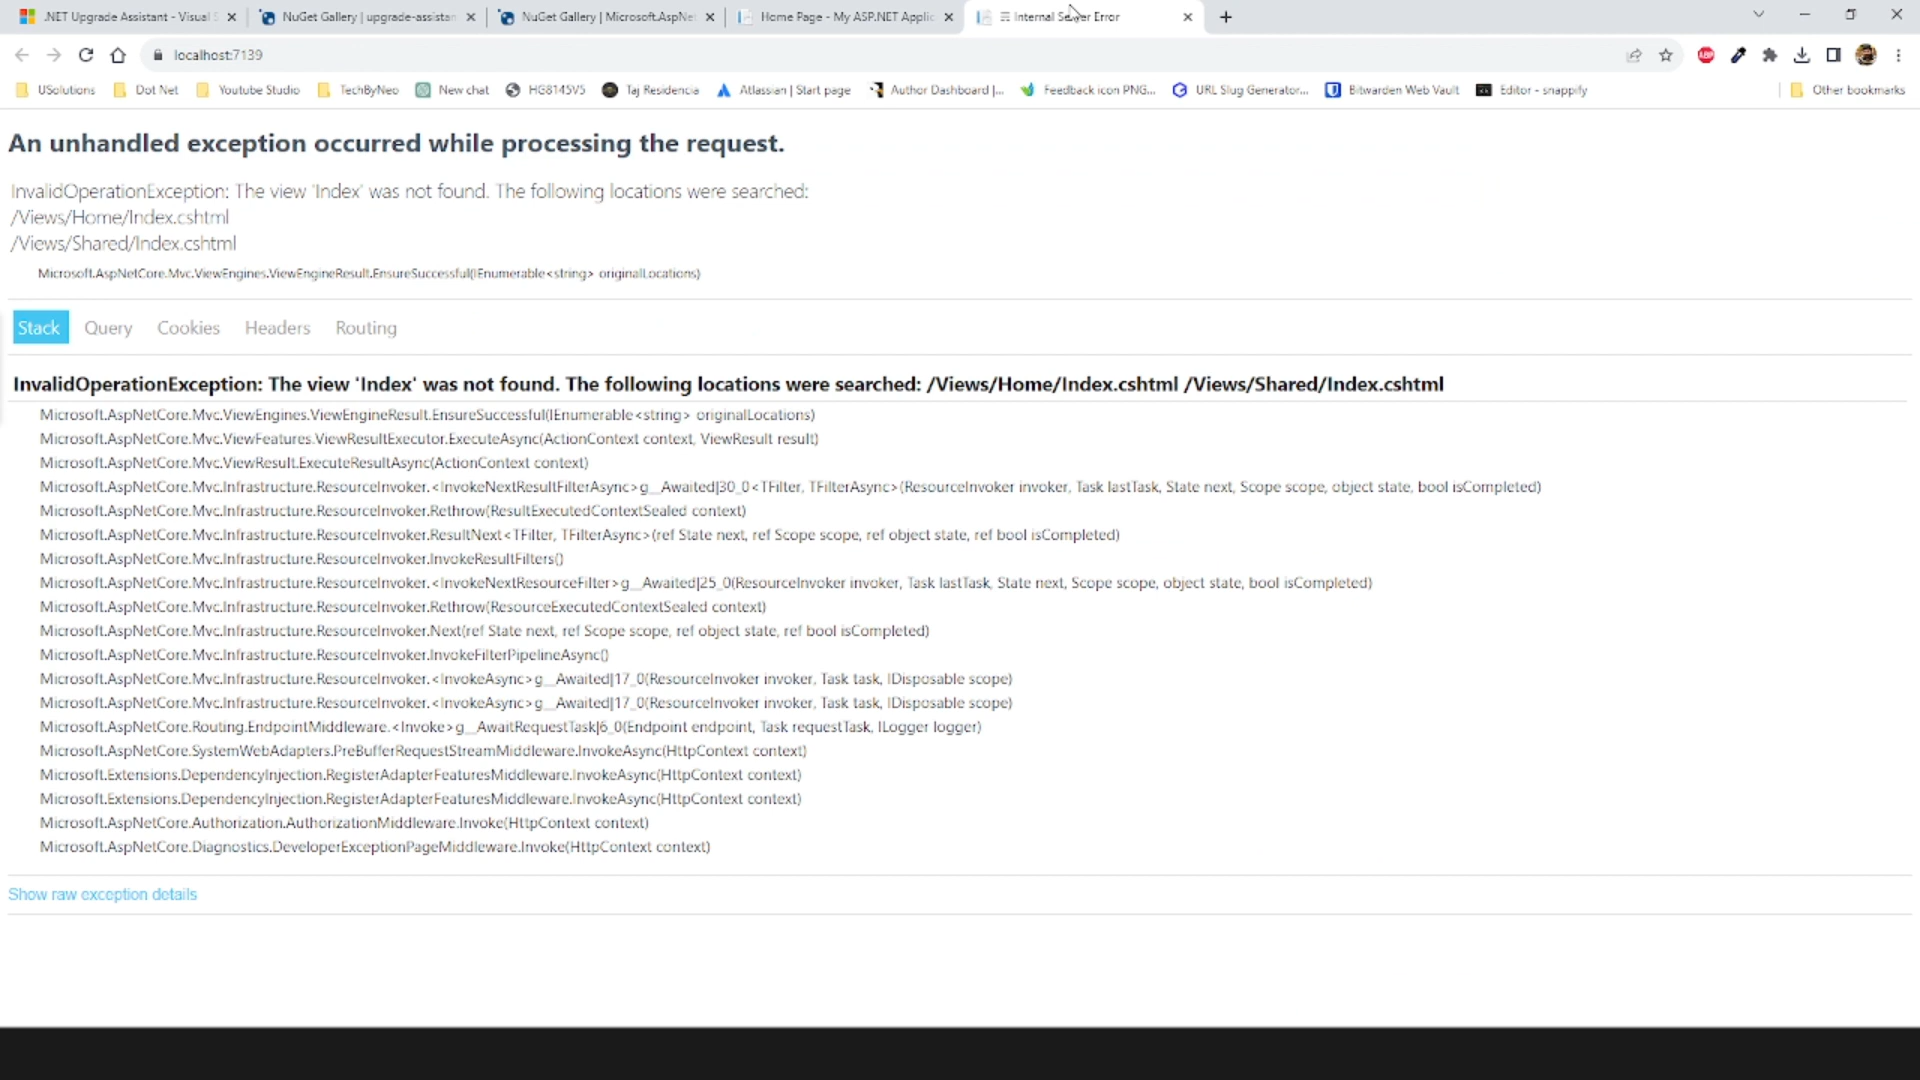 .NET Upgrade Assistant - Visual S
NuGet Gallery | upgrade-assistan
NuGet Gallery | Microsoft.AspNe
Home Page - My ASP.NET Applic
Internal Server Error
localhost:7139
USolutions
Dot Net
Youtube Studio
TechByNeo
New chat
HG8145V5
Taj Residencia
Atlassian | Start page
Author Dashboard |...
Feedback icon PNG...
URL Slug Generator...
Bitwarden Web Vault
Editor - snappify
Other bookmarks
An unhandled exception occurred while processing the request.
InvalidOperationException: The view 'Index' was not found. The following locations were searched:
/Views/Home/Index.cshtml
/Views/Shared/Index.cshtml
Microsoft.AspNetCore.Mvc.ViewEngines.ViewEngineResult.EnsureSuccessful(IEnumerable<string> originalLocations)
Stack Query Cookies Headers Routing
InvalidOperationException: The view 'Index' was not found. The following locations were searched: /Views/Home/Index.cshtml /Views/Shared/Index.cshtml
Microsoft.AspNetCore.Mvc.ViewEngines.ViewEngineResult.EnsureSuccessful(IEnumerable<string> originalLocations)
Microsoft.AspNetCore.Mvc.ViewFeatures.ViewResultExecutor.ExecuteAsync(ActionContext context, ViewResult result)
Microsoft.AspNetCore.Mvc.ViewResult.ExecuteResultAsync(ActionContext context)
Microsoft.AspNetCore.Mvc.Infrastructure.ResourceInvoker.<InvokeNextResultFilterAsync>g__Awaited|30_0<TFilter, TFilterAsync>(ResourceInvoker invoker, Task lastTask, State next, Scope scope, object state, bool isCompleted)
Microsoft.AspNetCore.Mvc.Infrastructure.ResourceInvoker.Rethrow(ResultExecutedContextSealed context)
Microsoft.AspNetCore.Mvc.Infrastructure.ResourceInvoker.ResultNext<TFilter, TFilterAsync>(ref State next, ref Scope scope, ref object state, ref bool isCompleted)
Microsoft.AspNetCore.Mvc.Infrastructure.ResourceInvoker.InvokeResultFilters()
Microsoft.AspNetCore.Mvc.Infrastructure.ResourceInvoker.<InvokeNextResourceFilter>g__Awaited|25_0(ResourceInvoker invoker, Task lastTask, State next, Scope scope, object state, bool isCompleted)
Microsoft.AspNetCore.Mvc.Infrastructure.ResourceInvoker.Rethrow(ResourceExecutedContextSealed context)
Microsoft.AspNetCore.Mvc.Infrastructure.ResourceInvoker.Next(ref State next, ref Scope scope, ref object state, ref bool isCompleted)
Microsoft.AspNetCore.Mvc.Infrastructure.ResourceInvoker.InvokeFilterPipelineAsync()
Microsoft.AspNetCore.Mvc.Infrastructure.ResourceInvoker.<InvokeAsync>g__Awaited|17_0(ResourceInvoker invoker, Task task, IDisposable scope)
Microsoft.AspNetCore.Mvc.Infrastructure.ResourceInvoker.<InvokeAsync>g__Awaited|17_0(ResourceInvoker invoker, Task task, IDisposable scope)
Microsoft.AspNetCore.Routing.EndpointMiddleware.<Invoke>g__AwaitRequestTask|6_0(Endpoint endpoint, Task requestTask, ILogger logger)
Microsoft.AspNetCore.SystemWebAdapters.PreBufferRequestStreamMiddleware.InvokeAsync(HttpContext context)
Microsoft.Extensions.DependencyInjection.RegisterAdapterFeaturesMiddleware.InvokeAsync(HttpContext context)
Microsoft.Extensions.DependencyInjection.RegisterAdapterFeaturesMiddleware.InvokeAsync(HttpContext context)
Microsoft.AspNetCore.Authorization.AuthorizationMiddleware.Invoke(HttpContext context)
Microsoft.AspNetCore.Diagnostics.DeveloperExceptionPageMiddleware.Invoke(HttpContext context)
Show raw exception details